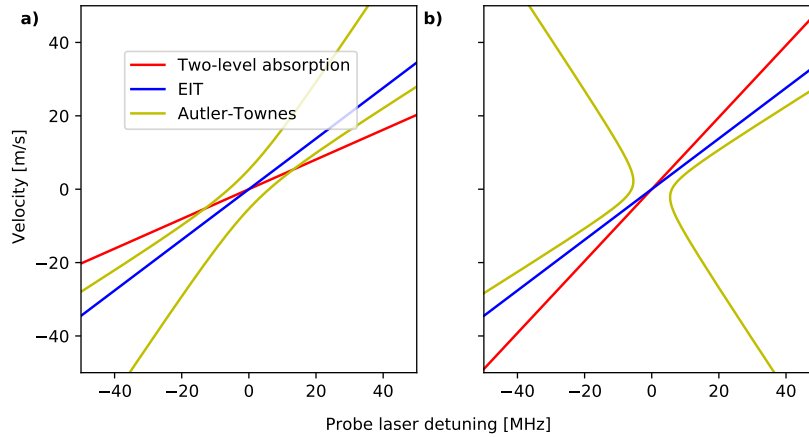 a)
b)
Two-level absorption
EIT
Autler-Townes
Velocity [m/s]
40
20
0
−20
−40
−40 −20 0 20 40
−40 −20 0 20 40
Probe laser detuning [MHz]